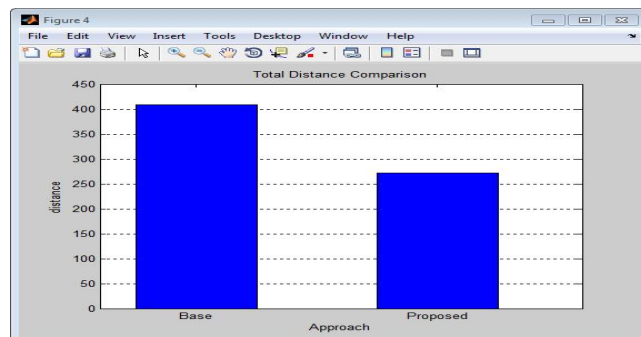 Figure 4
File Edit View Insert Tools Desktop Window Help
Total Distance Comparison
450
400
350
300
250
200
150
100
50
0
distance
Base Proposed
Approach